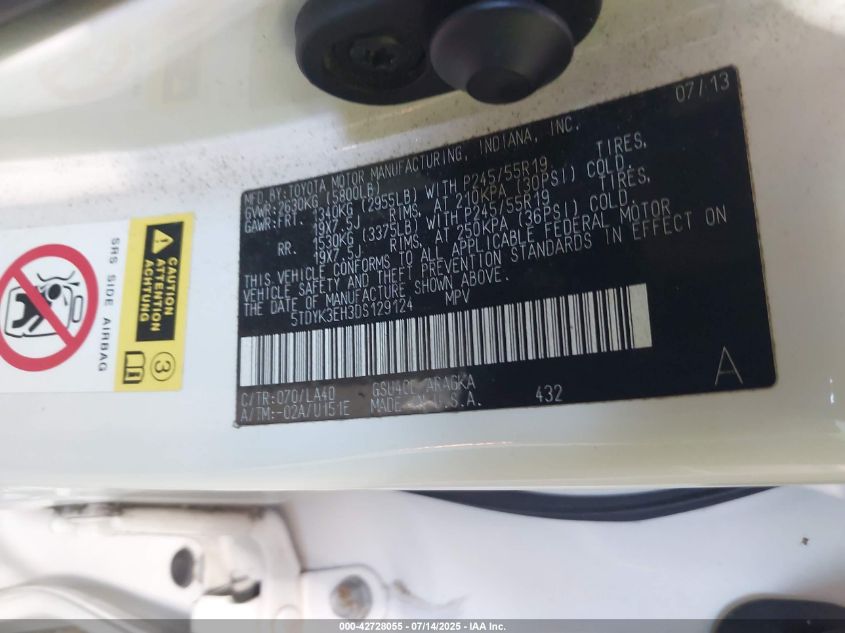 07/13
MFD.BY:TOYOTA MOTOR MANUFACTURING, INDIANA, INC.
GVWR:2630KG (5800LB)
GAWR:FRT. 1340KG (2955LB) WITH P245/55R19 TIRES,
19X7.5J RIMS, AT 210KPA (30PSI) COLD.
RR. 1530KG (3375LB) WITH P245/55R19 TIRES,
19X7.5J RIMS, AT 250KPA (36PSI) COLD.
THIS VEHICLE CONFORMS TO ALL APPLICABLE FEDERAL MOTOR
VEHICLE SAFETY AND THEFT PREVENTION STANDARDS IN EFFECT ON
THE DATE OF MANUFACTURE SHOWN ABOVE.
5TDYK3EH3DS129124 MPV
C/TR:070/LA40 ARAGKA
A/TM:-02A/U151E MADE IN U.S.A. 432
A
SRS SIDE AIRBAG
CAUTION
ATTENTION
ACHTUNG
3
000-42728055 - 07/14/2025 - IAA Inc.